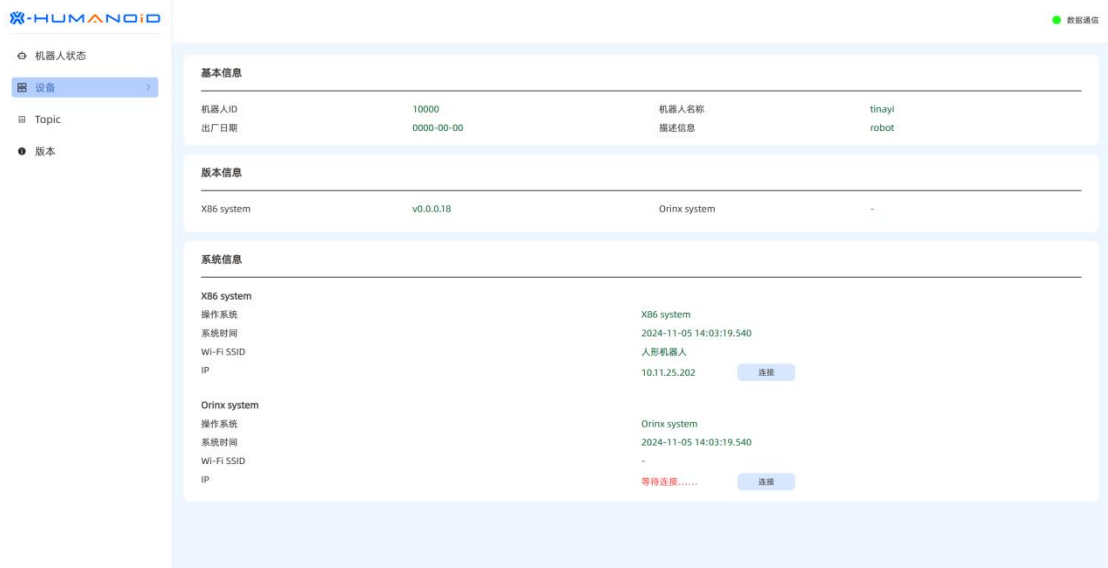 X-HUMANOID
数据通信
机器人状态
设备
Topic
版本
基本信息
机器人ID 10000 机器人名称 tinayi
出厂日期 0000-00-00 描述信息 robot
版本信息
X86 system v0.0.0.18 Orinx system -
系统信息
X86 system
操作系统 X86 system
系统时间 2024-11-05 14:03:19.540
Wi-Fi SSID 人形机器人
IP 10.11.25.202 连接
Orinx system
操作系统 Orinx system
系统时间 2024-11-05 14:03:19.540
Wi-Fi SSID -
IP 等待连接…… 连接